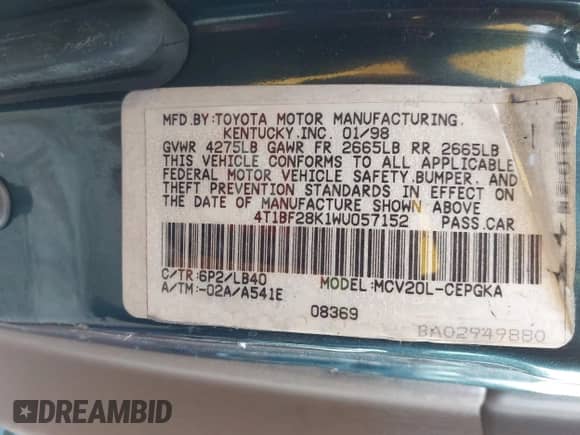 MFD.BY:TOYOTA MOTOR MANUFACTURING.
KENTUCKY.INC. 01/98
GVWR 4275LB GAWR FR 2665LB RR 2665LB
THIS VEHICLE CONFORMS TO ALL APPLICABLE
FEDERAL MOTOR VEHICLE SAFETY,BUMPER, AND
THEFT PREVENTION STANDARDS IN EFFECT ON
THE DATE OF MANUFACTURE SHOWN ABOVE
4T1BF28K1WU057152 PASS.CAR
C/TR:6P2/LB40 MODEL:MCV20L-CEPGKA
A/TM:-02A/A541E
08369
BA02949880
DREAMBID